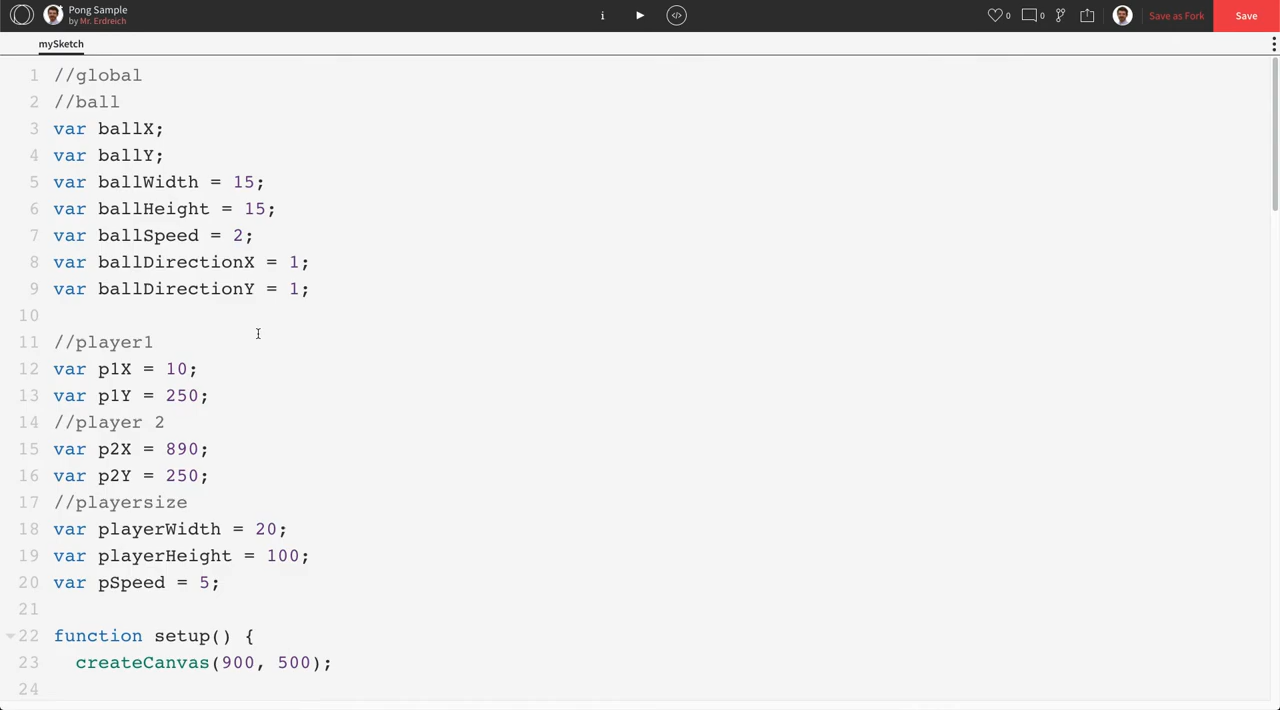 Pong Sample
by Mr. Erdreich
i
</>
0
0
Save as Fork
Save
mySketch
1 //global
2 //ball
3 var ballX;
4 var ballY;
5 var ballWidth = 15;
6 var ballHeight = 15;
7 var ballSpeed = 2;
8 var ballDirectionX = 1;
9 var ballDirectionY = 1;
10
11 //player1
12 var p1X = 10;
13 var p1Y = 250;
14 //player 2
15 var p2X = 890;
16 var p2Y = 250;
17 //playersize
18 var playerWidth = 20;
19 var playerHeight = 100;
20 var pSpeed = 5;
21
22 function setup() {
23   createCanvas(900, 500);
24